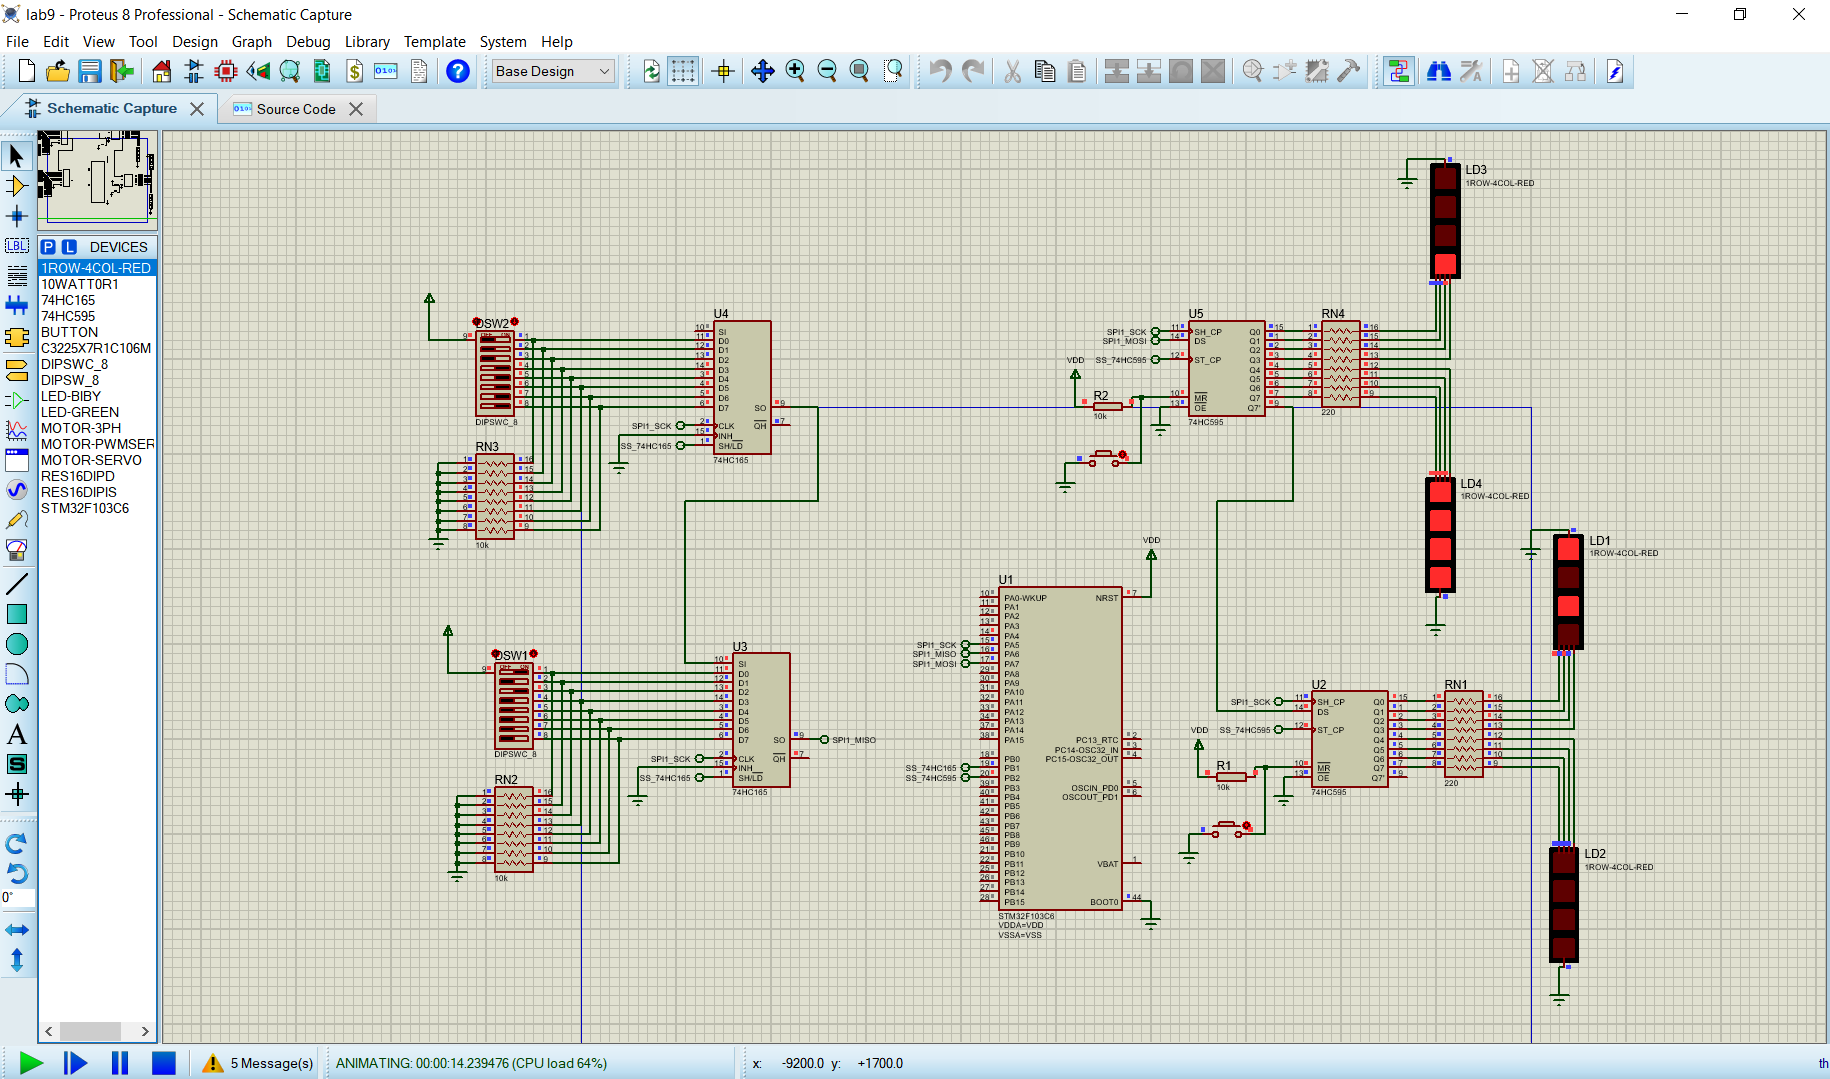 lab9 - Proteus 8 Professional - Schematic Capture
File Edit View Tool Design Graph Debug Library Template System Help
Base Design
Schematic Capture
Source Code
P L DEVICES
1ROW-4COL-RED
10WATT0R1
74HC165
74HC595
BUTTON
C3225X7R1C106M
DIPSWC_8
DIPSW_8
LED-BIBY
LED-GREEN
MOTOR-3PH
MOTOR-PWMSER
MOTOR-SERVO
RES16DIPD
RES16DIPIS
STM32F103C6
LBL
A
S
0°
LD3
1ROW-4COL-RED
DSW2
OFF ON
DIPSWC_8
U4
SI
D0
D1
D2
D3
D4
D5
D6
D7
SO
QH
CLK
INH
SH/LD
74HC165
SPI1_SCK
SS_74HC165
RN3
10k
U5
SH_CP
DS
ST_CP
MR
OE
Q0
Q1
Q2
Q3
Q4
Q5
Q6
Q7
Q7'
74HC595
SPI1_SCK
SPI1_MOSI
SS_74HC595
VDD
R2
10k
RN4
220
LD4
1ROW-4COL-RED
LD1
1ROW-4COL-RED
VDD
U1
PA0-WKUP
PA1
PA2
PA3
PA4
PA5
PA6
PA7
PA8
PA9
PA10
PA11
PA12
PA13
PA14
PA15
PB0
PB1
PB2
PB3
PB4
PB5
PB6
PB7
PB8
PB9
PB10
PB11
PB12
PB13
PB14
PB15
NRST
PC13_RTC
PC14-OSC32_IN
PC15-OSC32_OUT
OSCIN_PD0
OSCOUT_PD1
VBAT
BOOT0
STM32F103C6
VDDA=VDD
VSSA=VSS
SPI1_SCK
SPI1_MISO
SPI1_MOSI
SS_74HC165
SS_74HC595
DSW1
OFF ON
DIPSWC_8
U3
SI
D0
D1
D2
D3
D4
D5
D6
D7
SO
QH
CLK
INH
SH/LD
74HC165
SPI1_MISO
SPI1_SCK
SS_74HC165
RN2
10k
U2
SH_CP
DS
ST_CP
MR
OE
Q0
Q1
Q2
Q3
Q4
Q5
Q6
Q7
Q7'
74HC595
SPI1_SCK
SS_74HC595
VDD
R1
10k
RN1
220
LD2
1ROW-4COL-RED
5 Message(s)
ANIMATING: 00:00:14.239476 (CPU load 64%)
x: -9200.0 y: +1700.0
th